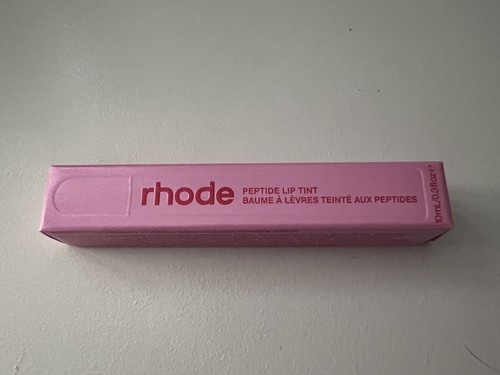 rhode
PEPTIDE LIP TINT
BAUME À LÈVRES TEINTÉ AUX PEPTIDES
10mL/0.3fl.oz ℮